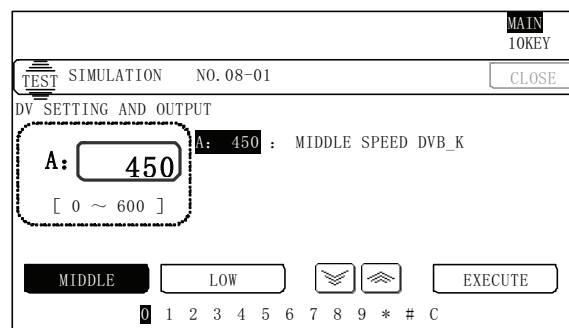 MAIN
10KEY
TEST SIMULATION NO.08-01 CLOSE
DV SETTING AND OUTPUT
A: 450 : MIDDLE SPEED DVB_K
A: 450
[ 0 ～ 600 ]
MIDDLE LOW EXECUTE
0 1 2 3 4 5 6 7 8 9 * # C